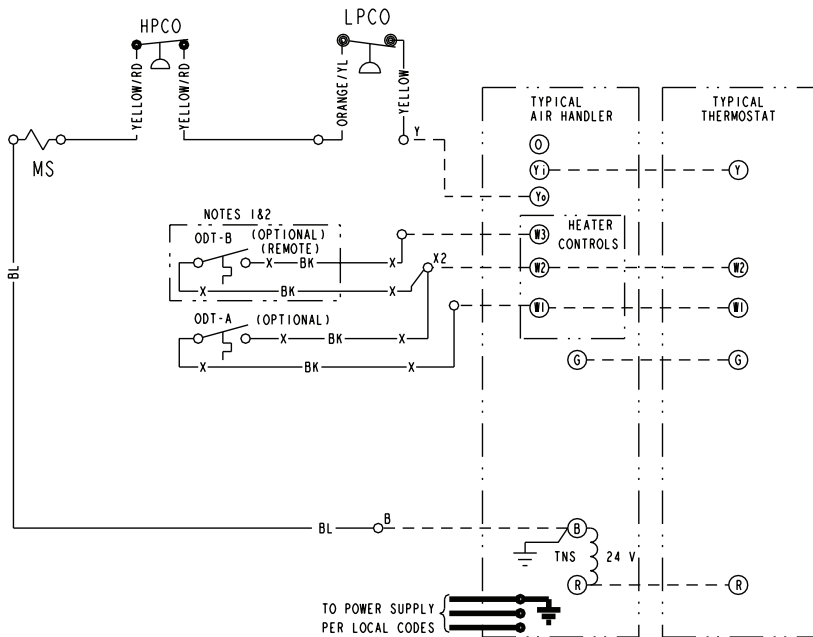 HPCO
LPCO
YELLOW/RD
YELLOW/RD
ORANGE/YL
YELLOW
Y
MS
TYPICAL
AIR HANDLER
TYPICAL
THERMOSTAT
O
Yi
Y
Yo
NOTES 1&2
ODT-B (OPTIONAL)
(REMOTE)
X BK X
X BK X
X2
W3
HEATER
CONTROLS
W2
W2
W1
W1
ODT-A (OPTIONAL)
X BK X
X BK X
G
G
BL
BL
B
B
TNS 24 V
R
R
TO POWER SUPPLY
PER LOCAL CODES